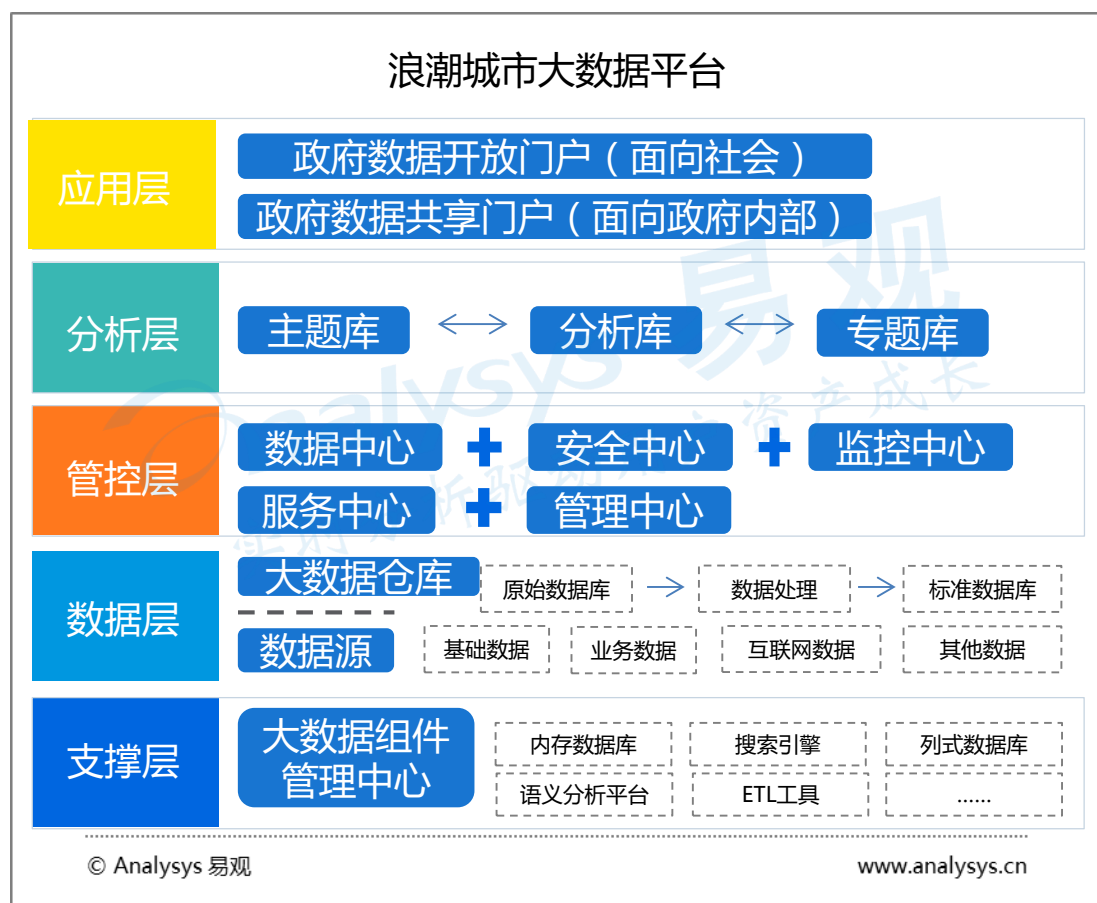 浪潮城市大数据平台
应用层
政府数据开放门户（面向社会）
政府数据共享门户（面向政府内部）
分析层
主题库
分析库
专题库
管控层
数据中心
安全中心
监控中心
服务中心
管理中心
数据层
大数据仓库
原始数据库
数据处理
标准数据库
数据源
基础数据
业务数据
互联网数据
其他数据
支撑层
大数据组件
管理中心
内存数据库
搜索引擎
列式数据库
语义分析平台
ETL工具
......
nalysys 易观
© Analysys 易观
www.analysys.cn